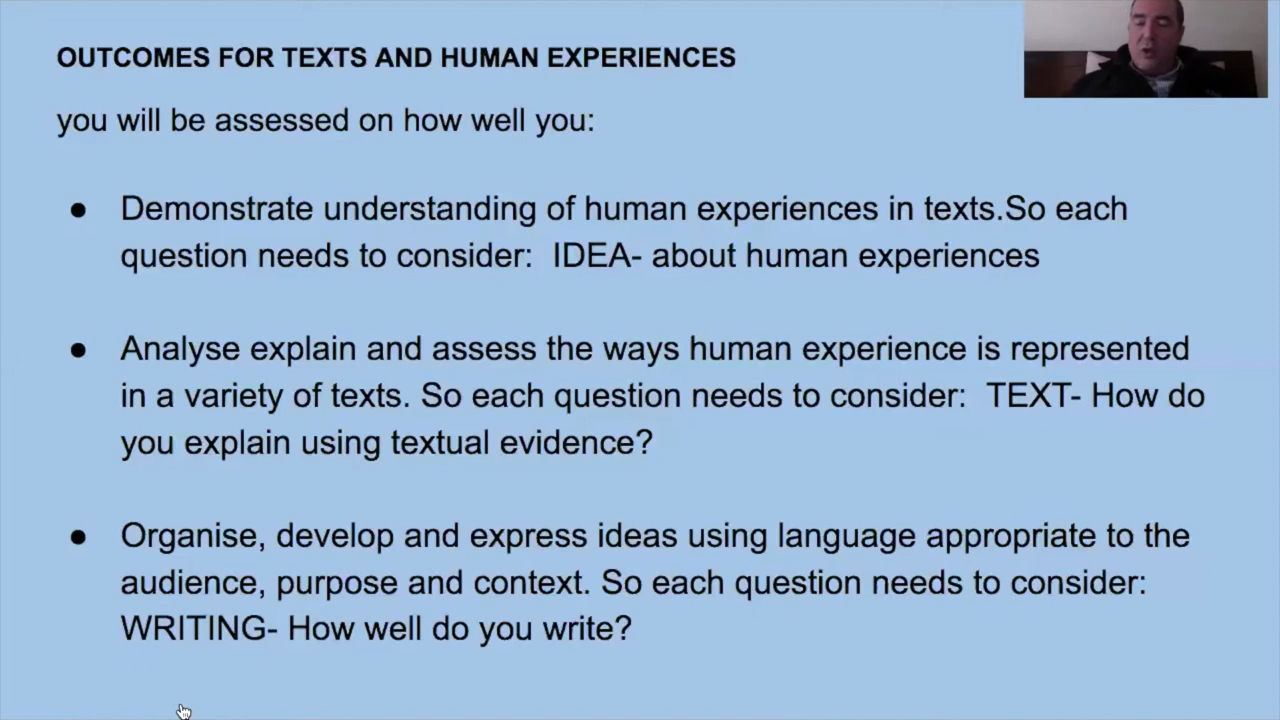 OUTCOMES FOR TEXTS AND HUMAN EXPERIENCES
you will be assessed on how well you:
● Demonstrate understanding of human experiences in texts.So each
question needs to consider:  IDEA- about human experiences
● Analyse explain and assess the ways human experience is represented
in a variety of texts. So each question needs to consider:  TEXT- How do
you explain using textual evidence?
● Organise, develop and express ideas using language appropriate to the
audience, purpose and context. So each question needs to consider:
WRITING- How well do you write?